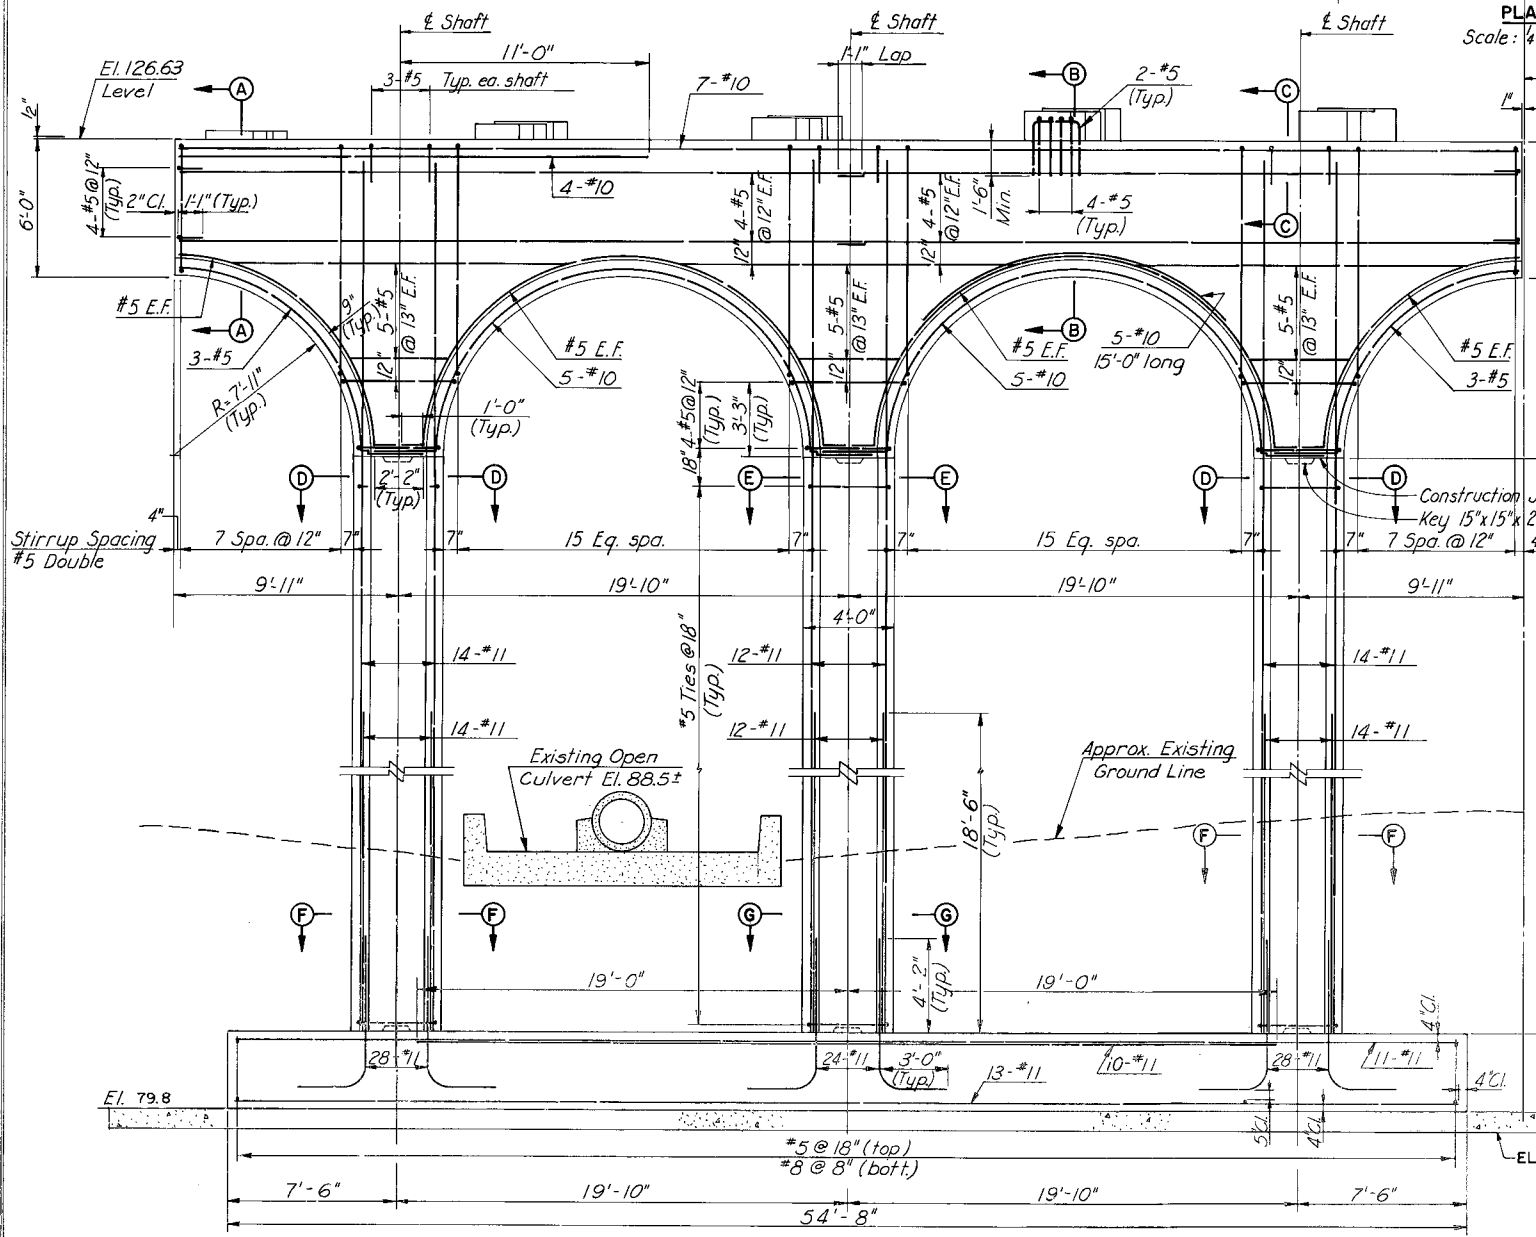 PLA
Scale: 1/4
℄ Shaft
℄ Shaft
℄ Shaft
11'-0"
1'-1" Lap
El. 126.63
Level
3-#5 Typ. ea. shaft
7-#10
2-#5
(Typ.)
A
B
C
1/2"
1"
6'-0"
4-#5@12"
(Typ.)
2"Cl.
1'-1"(Typ.)
4-#10
12" 4-#5
@12"E.F.
12" 4-#5
@12"E.F.
1'-6"
Min.
4-#5
(Typ.)
C
#5 E.F.
A
9"
(Typ.)
12" 5-#5
@ 13" E.F.
12" 5-#5
@ 13" E.F.
B
12" 5-#5
@ 13" E.F.
3-#5
#5 E.F.
5-#10
#5 E.F.
5-#10
5-#10
15'-0" long
#5 E.F.
3-#5
R=7'-11"
(Typ.)
1'-0"
(Typ.)
18" 4-#5@12"
(Typ.)
3'-3"
(Typ.)
D
2'-2"
(Typ.)
D
E
E
D
D
Construction J
Key 15"x15"x2
4"
Stirrup Spacing
#5 Double
7 Spa. @ 12"
7"
7"
15 Eq. spa.
7"
7"
15 Eq. spa.
7"
7"
7 Spa. @ 12"
4
9'-11"
19'-10"
19'-10"
9'-11"
4'-0"
14-#11
12-#11
14-#11
#5 Ties @ 18"
(Typ.)
14-#11
12-#11
14-#11
Existing Open
Culvert El. 88.5±
Approx. Existing
Ground Line
18'-6"
(Typ.)
F
F
F
F
G
G
19'-0"
4'-2"
(Typ.)
19'-0"
4"Cl.
28-#11
24-#11
3'-0"
(Typ.)
13-#11
10-#11
28-#11
11-#11
4"Cl.
El. 79.8
5"Cl.
4"Cl.
#5 @ 18" (top)
#8 @ 8" (bott.)
EL
7'-6"
19'-10"
19'-10"
7'-6"
54'-8"